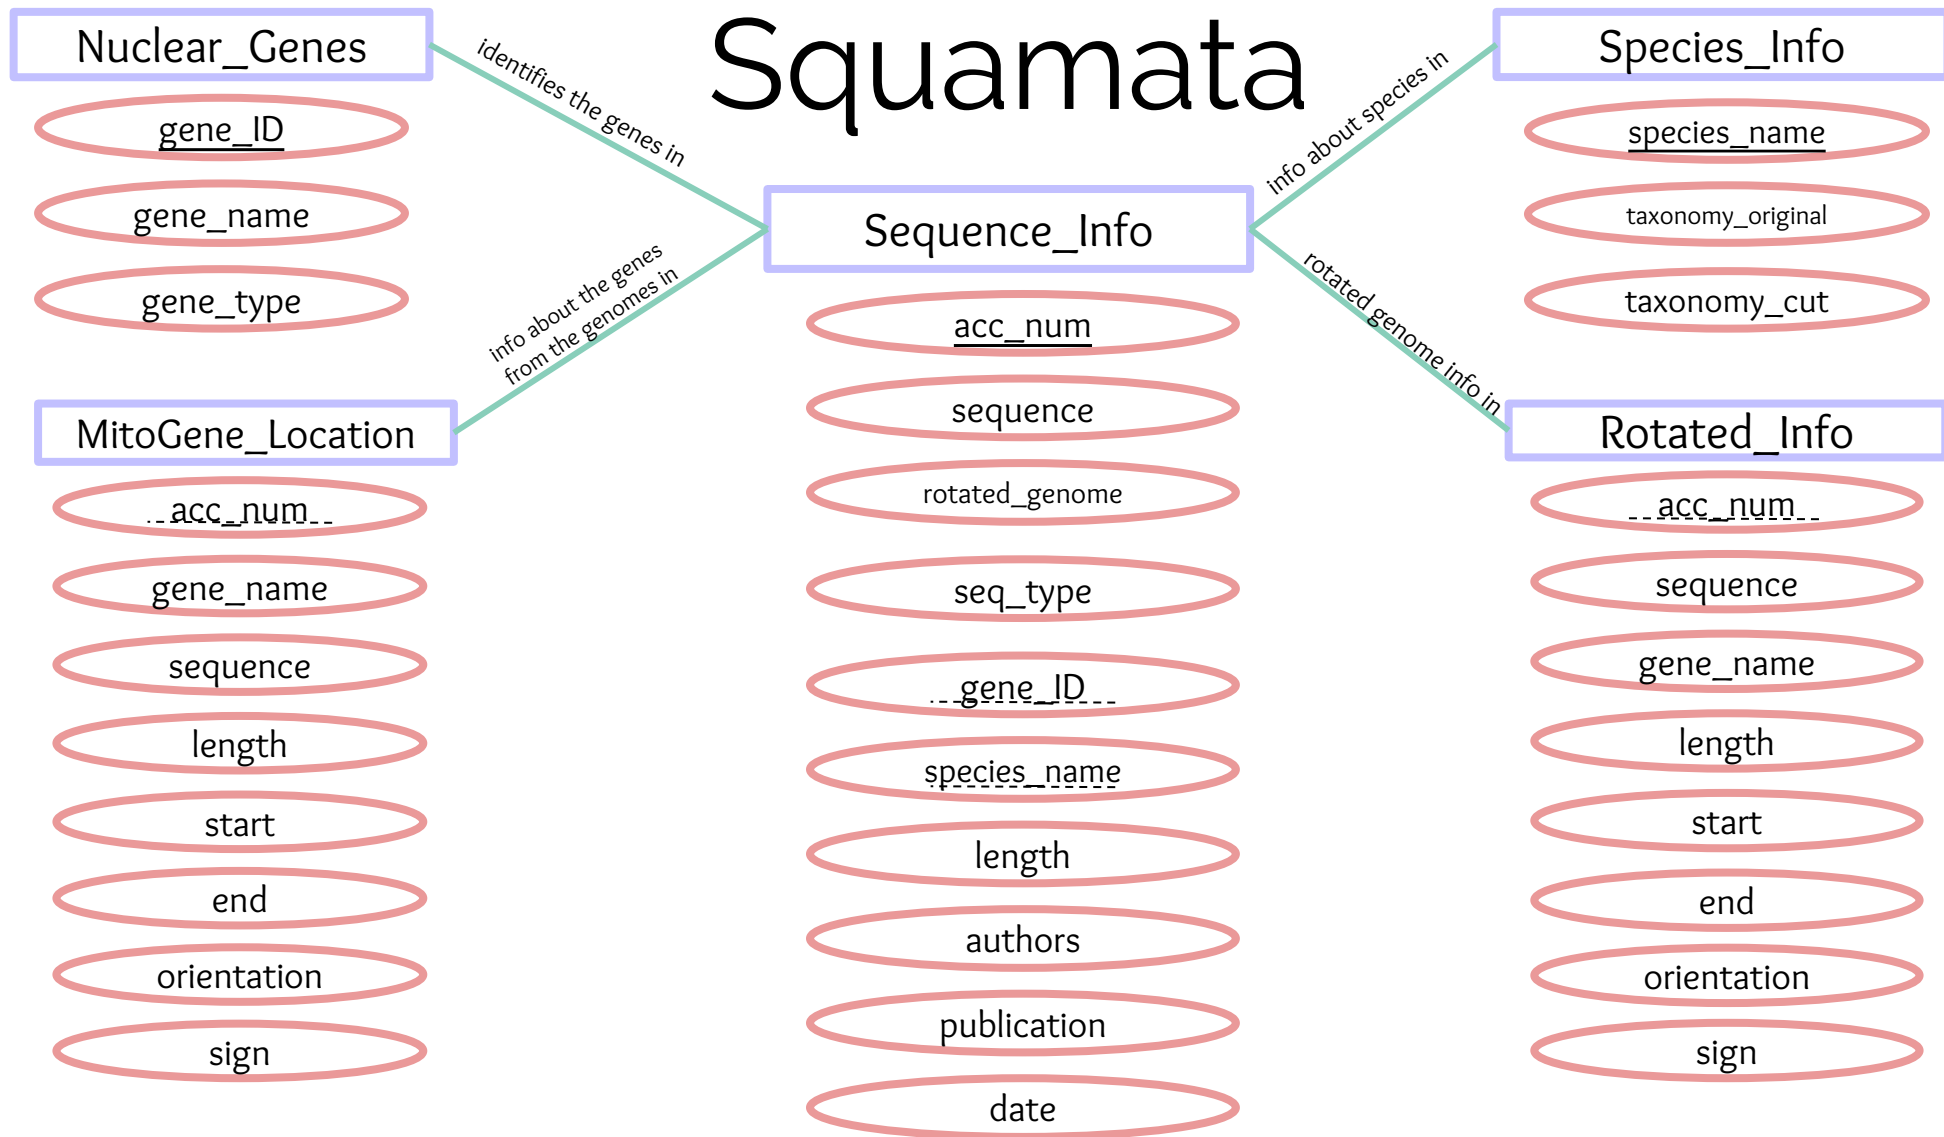 Squamata
Nuclear_Genes
gene_ID
gene_name
gene_type
identifies the genes in
info about the genes
from the genomes in
MitoGene_Location
acc_num
gene_name
sequence
length
start
end
orientation
sign
Sequence_Info
acc_num
sequence
rotated_genome
seq_type
gene_ID
species_name
length
authors
publication
date
info about species in
rotated genome info in
Species_Info
species_name
taxonomy_original
taxonomy_cut
Rotated_Info
acc_num
sequence
gene_name
length
start
end
orientation
sign